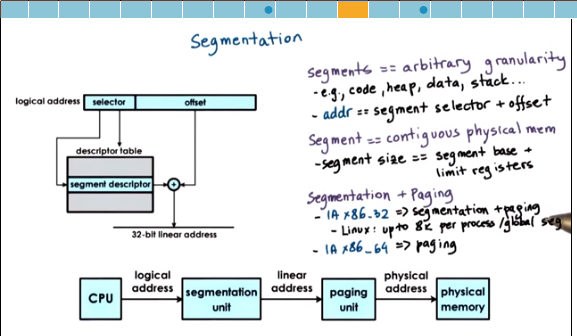 Segmentation
segments == arbitrary granularity
- e.g., code, heap, data, stack...
- addr == segment selector + offset
Segment == contiguous physical mem
- segment size == segment base +
limit registers
Segmentation + Paging
- IA x86_32 => segmentation + paging
- Linux: up to 8k per process / global seg
- IA x86_64 => paging
logical address
selector
offset
descriptor table
segment descriptor
+
32-bit linear address
CPU
logical
address
segmentation
unit
linear
address
paging
unit
physical
address
physical
memory